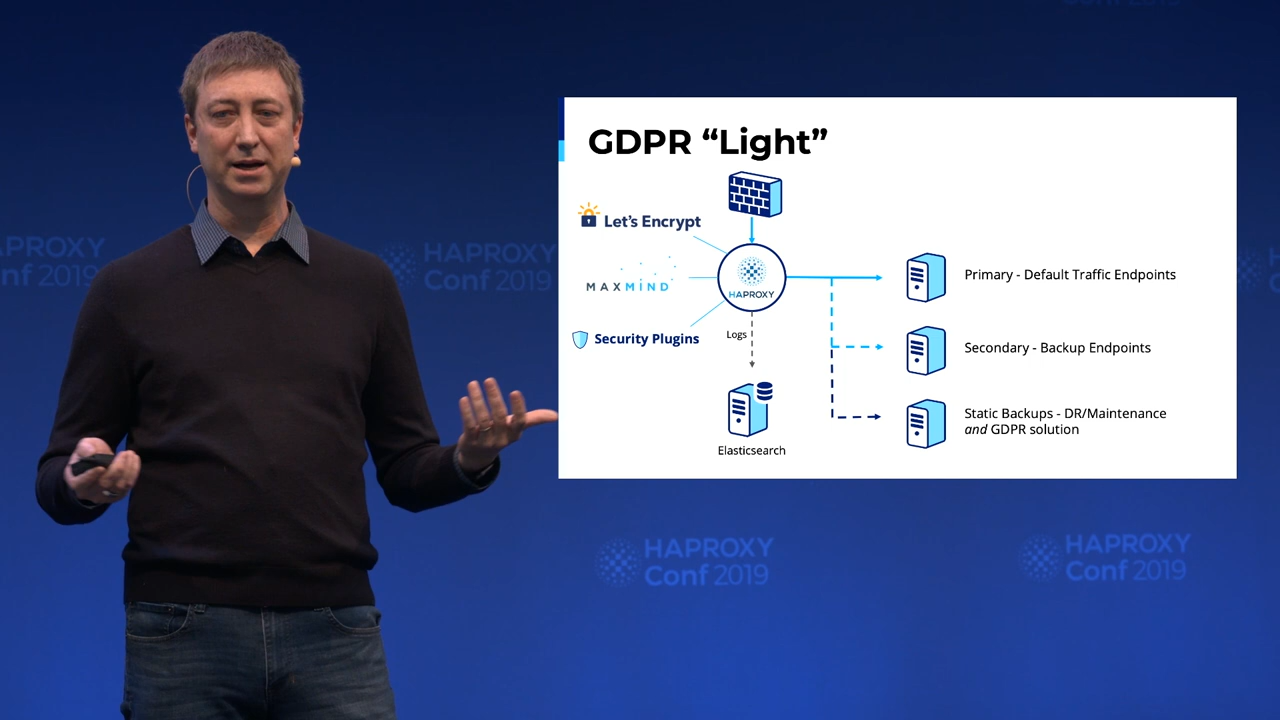 GDPR “Light”
Let's Encrypt
MAXMIND
HAPROXY
Security Plugins
Logs
Elasticsearch
Primary - Default Traffic Endpoints
Secondary - Backup Endpoints
Static Backups - DR/Maintenance
and GDPR solution
APROXY
Conf 2019
HAPROXY
Conf 2019
HAPROXY
Conf 2019
HAPROXY
Conf 2019